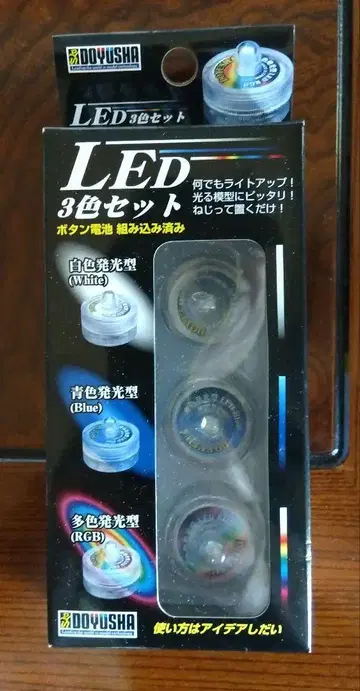 DOYUSHA
LED 3色セット
LED
3色セット
ボタン電池 組み込み済み
何でもライトアップ!
光る模型にピッタリ!
ねじって置くだけ!
白色発光型
(White)
青色発光型
(Blue)
多色発光型
(RGB)
DOYUSHA
使い方はアイデアしだい